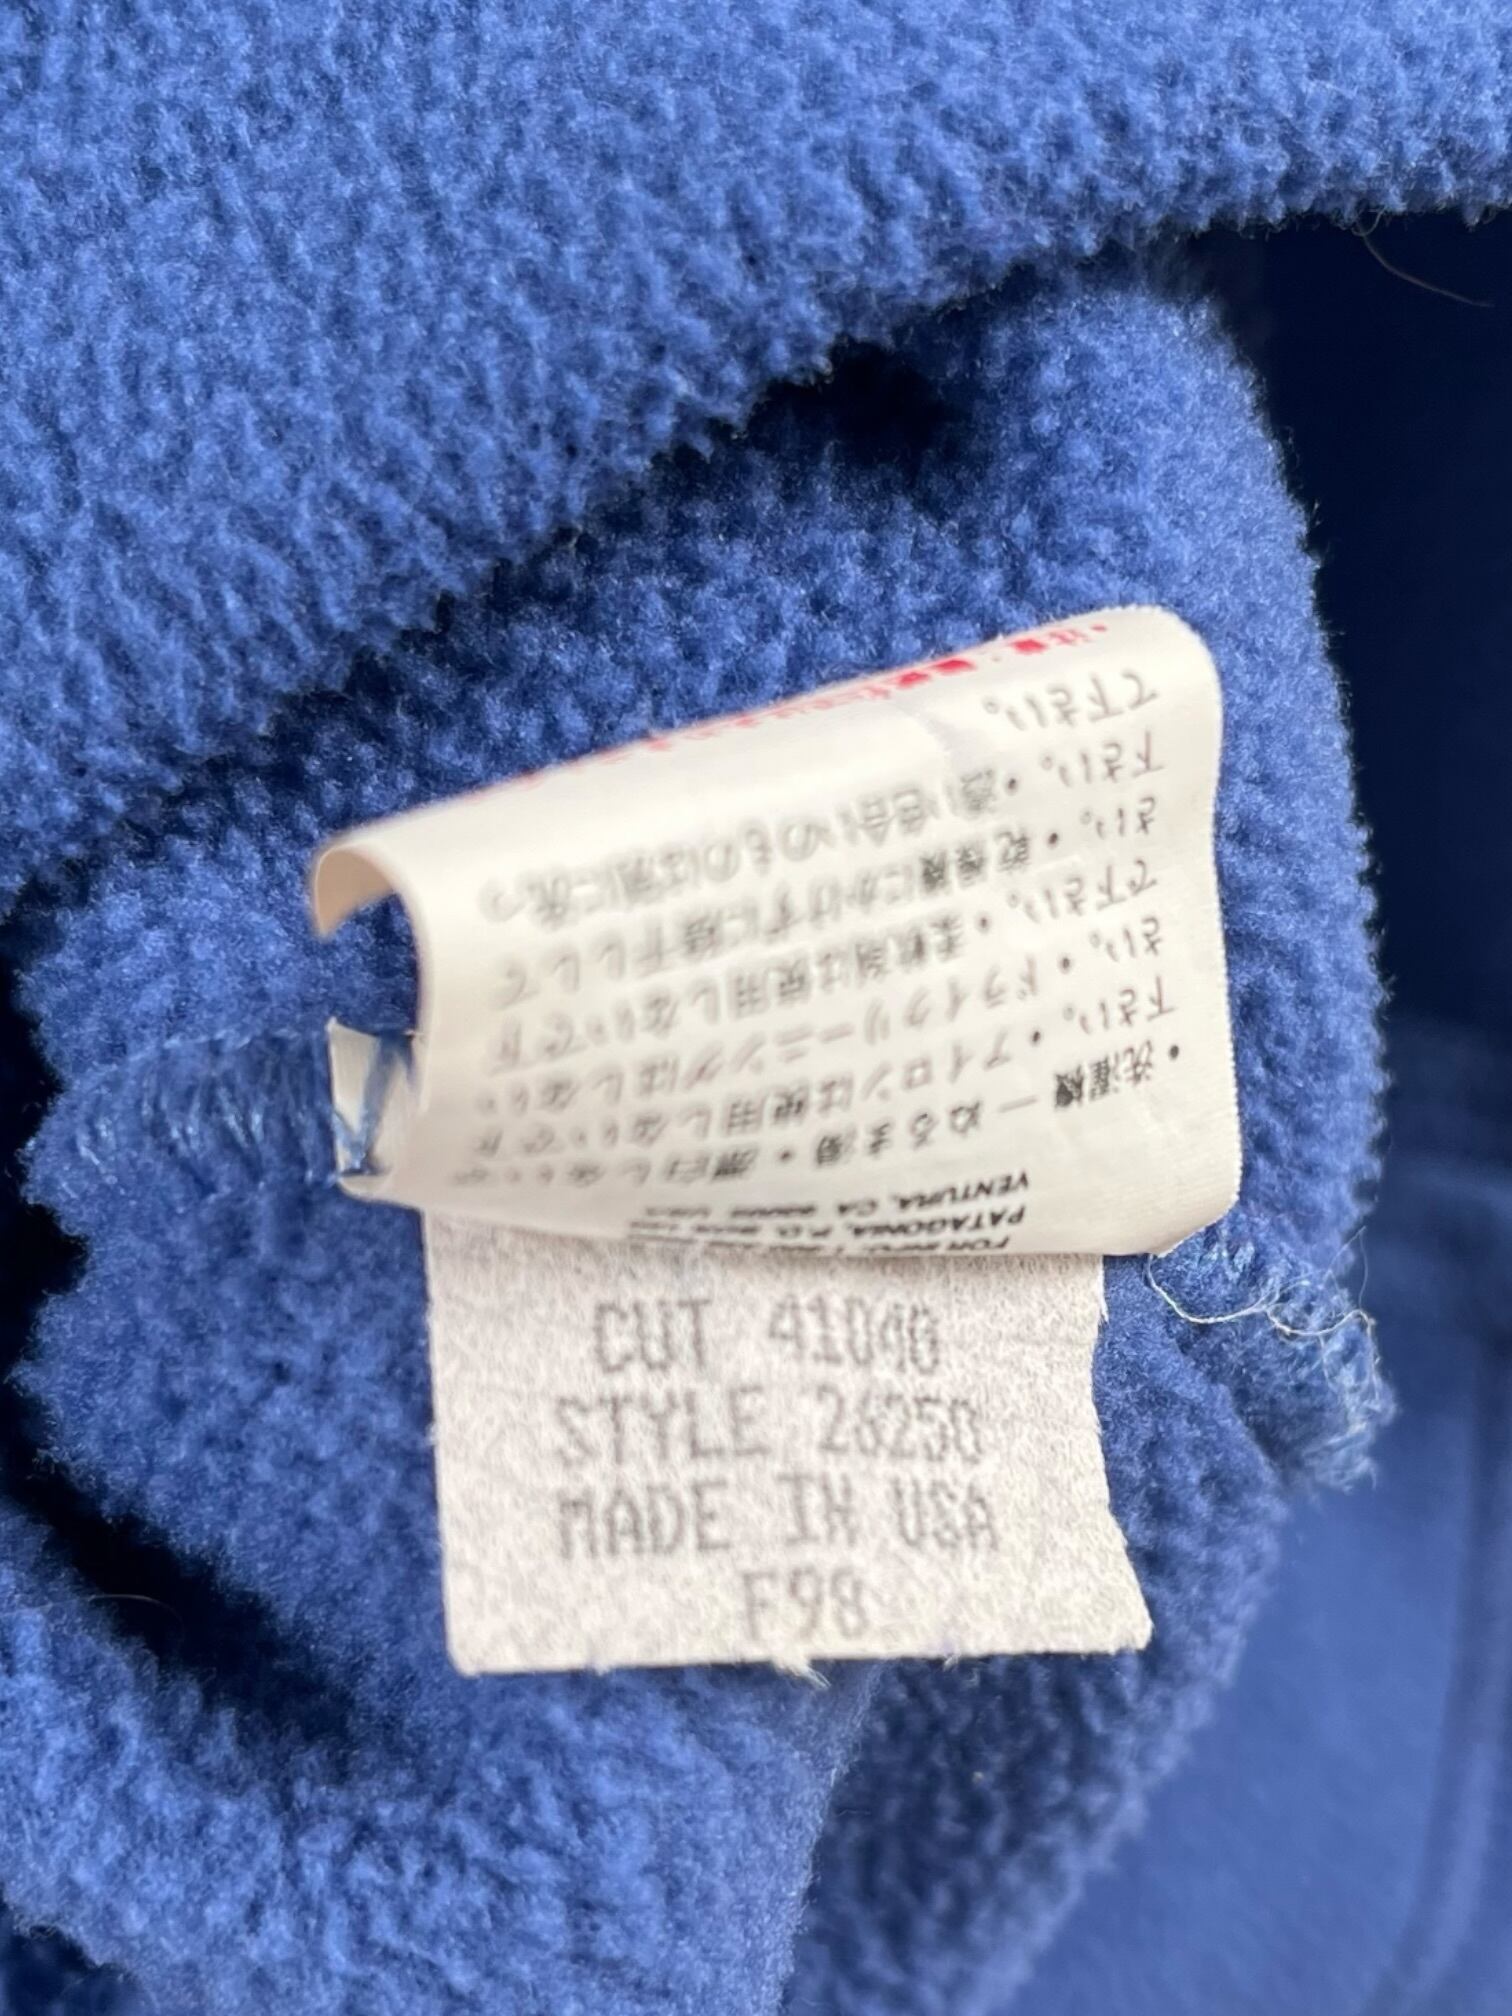 PATAGONIA, P.O. BOX
VENTURA, CA
・洗濯機 ー ぬるま湯・漂白しないで
下さい。・アイロンは使用しないで下
さい。・ドライクリーニングはしない
で下さい。・柔軟剤は使用しないで下
さい。・乾燥機にかけずに陰干しして
下さい。・濃い色合いのものは別に洗っ
て下さい。
・注意：
CUT 41040
STYLE 26250
MADE IN USA
F98